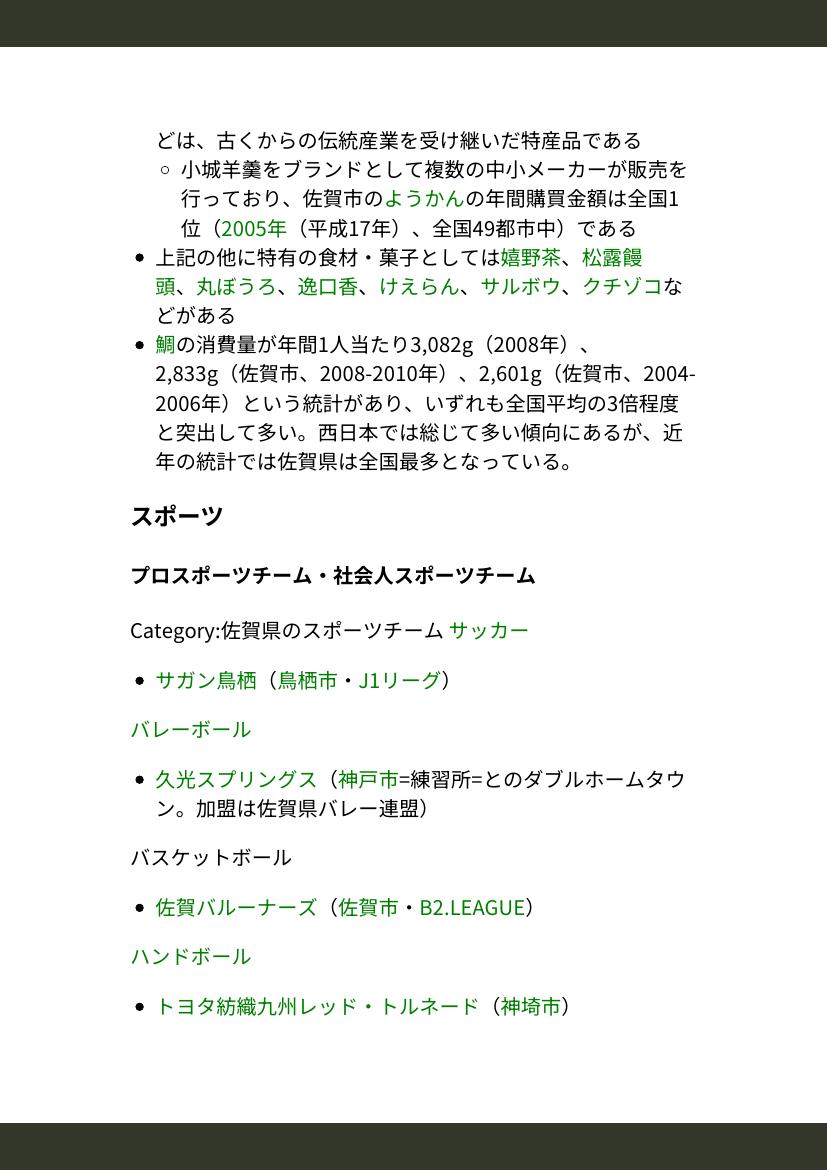 どは、古くからの伝統産業を受け継いだ特産品である
小城羊羹をブランドとして複数の中小メーカーが販売を
行っており、佐賀市のようかんの年間購買金額は全国1
位（2005年（平成17年）、全国49都市中）である
上記の他に特有の食材・菓子としては嬉野茶、松露饅
頭、丸ぼうろ、逸口香、けえらん、サルボウ、クチゾコな
どがある
鯛の消費量が年間1人当たり3,082g（2008年）、
2,833g（佐賀市、2008-2010年）、2,601g（佐賀市、2004-
2006年）という統計があり、いずれも全国平均の3倍程度
と突出して多い。西日本では総じて多い傾向にあるが、近
年の統計では佐賀県は全国最多となっている。
スポーツ
プロスポーツチーム・社会人スポーツチーム
Category:佐賀県のスポーツチーム サッカー
サガン鳥栖（鳥栖市・J1リーグ）
バレーボール
久光スプリングス（神戸市=練習所=とのダブルホームタウ
ン。加盟は佐賀県バレー連盟）
バスケットボール
佐賀バルーナーズ（佐賀市・B2.LEAGUE）
ハンドボール
トヨタ紡織九州レッド・トルネード（神埼市）